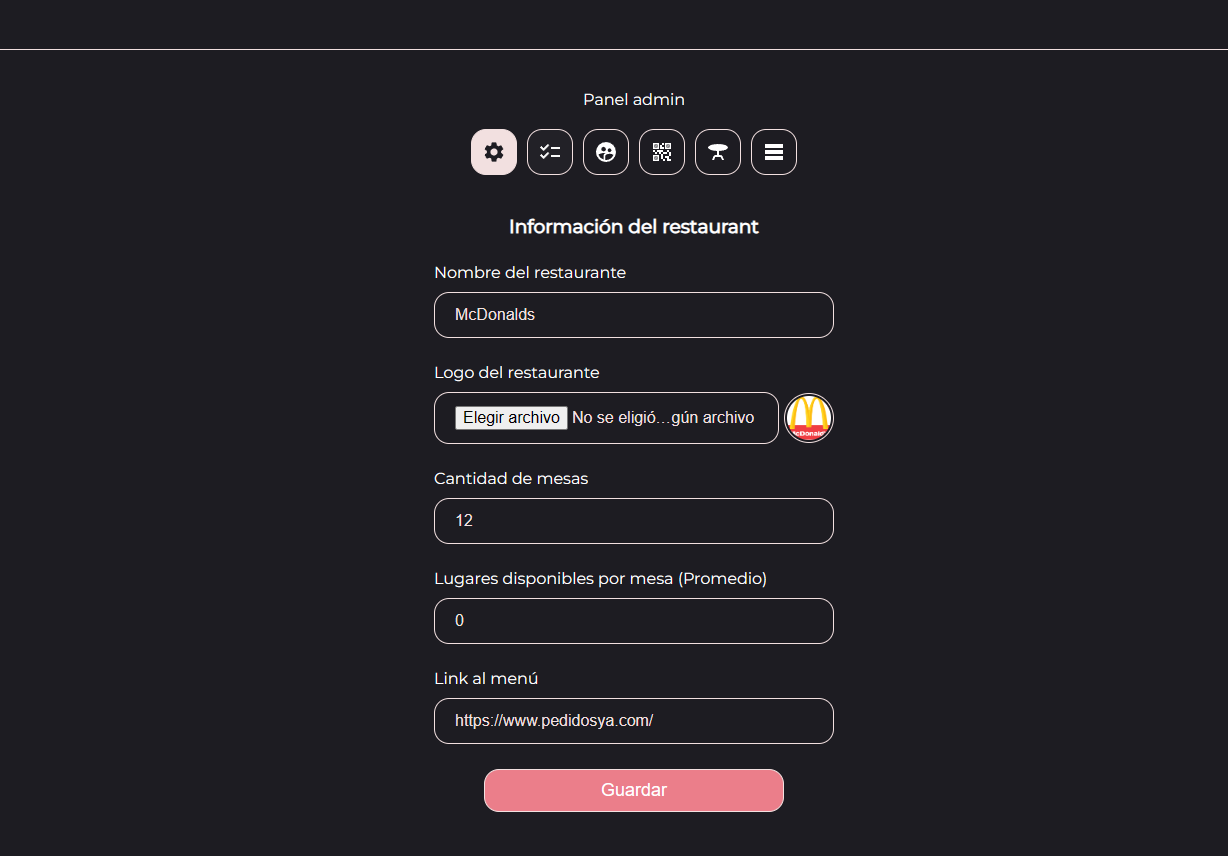 Panel admin
Información del restaurant
Nombre del restaurante
McDonalds
Logo del restaurante
Elegir archivo No se eligió…gún archivo
McDonald's
Cantidad de mesas
12
Lugares disponibles por mesa (Promedio)
0
Link al menú
https://www.pedidosya.com/
Guardar